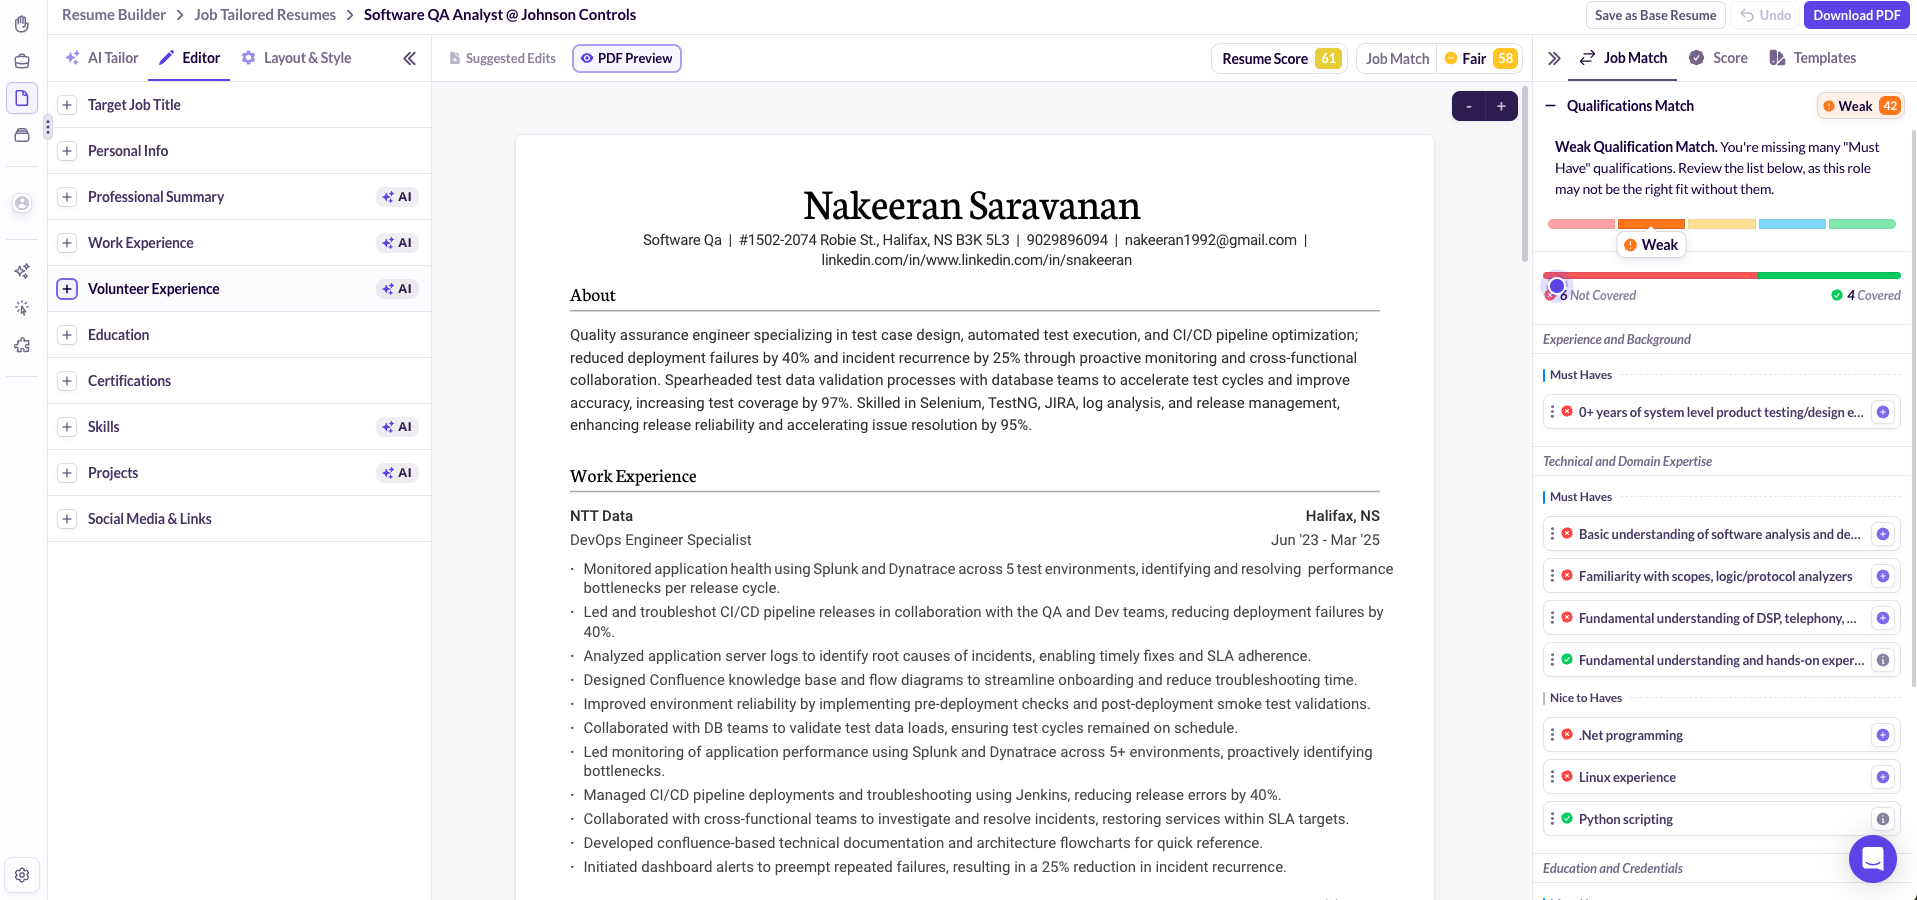 Resume Builder > Job Tailored Resumes > Software QA Analyst @ Johnson Controls
Save as Base Resume
Undo
Download PDF
AI Tailor
Editor
Layout & Style
Suggested Edits
PDF Preview
Resume Score 61
Job Match
Fair 58
Job Match
Score
Templates
Target Job Title
Personal Info
Professional Summary
AI
Work Experience
AI
Volunteer Experience
AI
Education
Certifications
Skills
AI
Projects
AI
Social Media & Links
- +
Nakeeran Saravanan
Software Qa | #1502-2074 Robie St., Halifax, NS B3K 5L3 | 9029896094 | nakeeran1992@gmail.com |
linkedin.com/in/www.linkedin.com/in/snakeeran
About
Quality assurance engineer specializing in test case design, automated test execution, and CI/CD pipeline optimization;
reduced deployment failures by 40% and incident recurrence by 25% through proactive monitoring and cross-functional
collaboration. Spearheaded test data validation processes with database teams to accelerate test cycles and improve
accuracy, increasing test coverage by 97%. Skilled in Selenium, TestNG, JIRA, log analysis, and release management,
enhancing release reliability and accelerating issue resolution by 95%.
Work Experience
NTT Data
Halifax, NS
DevOps Engineer Specialist
Jun '23 - Mar '25
· Monitored application health using Splunk and Dynatrace across 5 test environments, identifying and resolving performance
bottlenecks per release cycle.
· Led and troubleshot CI/CD pipeline releases in collaboration with the QA and Dev teams, reducing deployment failures by
40%.
· Analyzed application server logs to identify root causes of incidents, enabling timely fixes and SLA adherence.
· Designed Confluence knowledge base and flow diagrams to streamline onboarding and reduce troubleshooting time.
· Improved environment reliability by implementing pre-deployment checks and post-deployment smoke test validations.
· Collaborated with DB teams to validate test data loads, ensuring test cycles remained on schedule.
· Led monitoring of application performance using Splunk and Dynatrace across 5+ environments, proactively identifying
bottlenecks.
· Managed CI/CD pipeline deployments and troubleshooting using Jenkins, reducing release errors by 40%.
· Collaborated with cross-functional teams to investigate and resolve incidents, restoring services within SLA targets.
· Developed confluence-based technical documentation and architecture flowcharts for quick reference.
· Initiated dashboard alerts to preempt repeated failures, resulting in a 25% reduction in incident recurrence.
Qualifications Match
Weak 42
Weak Qualification Match. You're missing many "Must
Have" qualifications. Review the list below, as this role
may not be the right fit without them.
Weak
6 Not Covered
4 Covered
Experience and Background
Must Haves
0+ years of system level product testing/design e...
Technical and Domain Expertise
Must Haves
Basic understanding of software analysis and de...
Familiarity with scopes, logic/protocol analyzers
Fundamental understanding of DSP, telephony, ...
Fundamental understanding and hands-on exper...
Nice to Haves
.Net programming
Linux experience
Python scripting
Education and Credentials